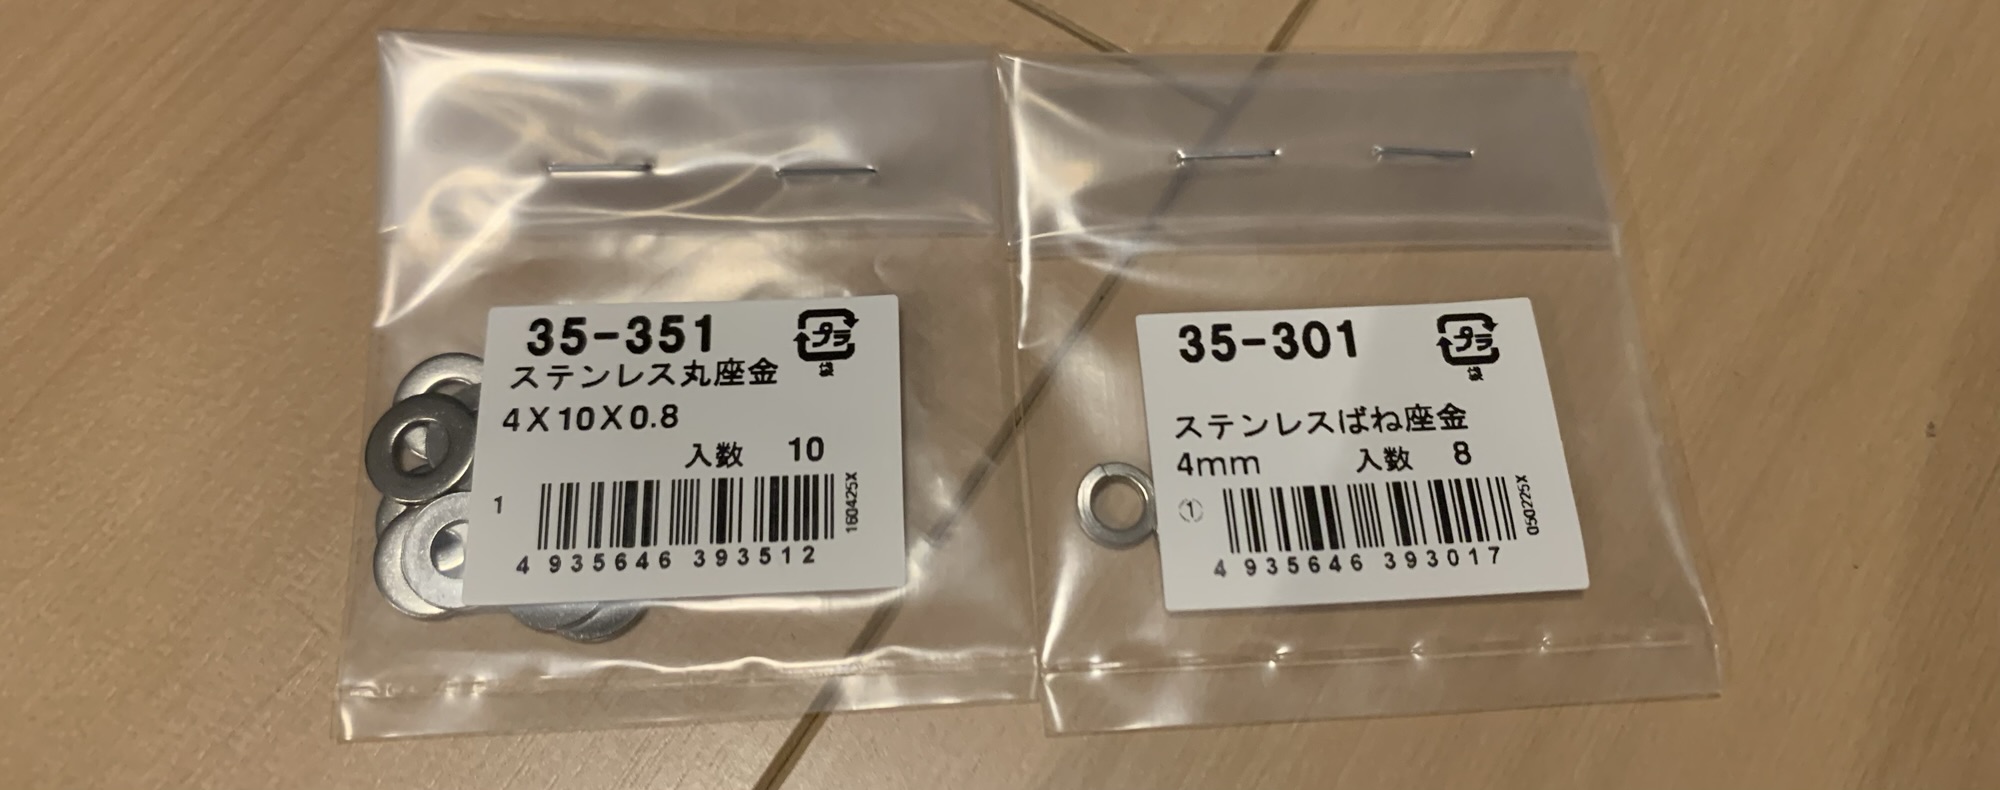 35-351
プラ
袋
ステンレス丸座金
4X10X0.8
入数 10
1
160425X
4 935646 393512
35-301
プラ
袋
ステンレスばね座金
4mm 入数 8
①
050225X
4 935646 393017